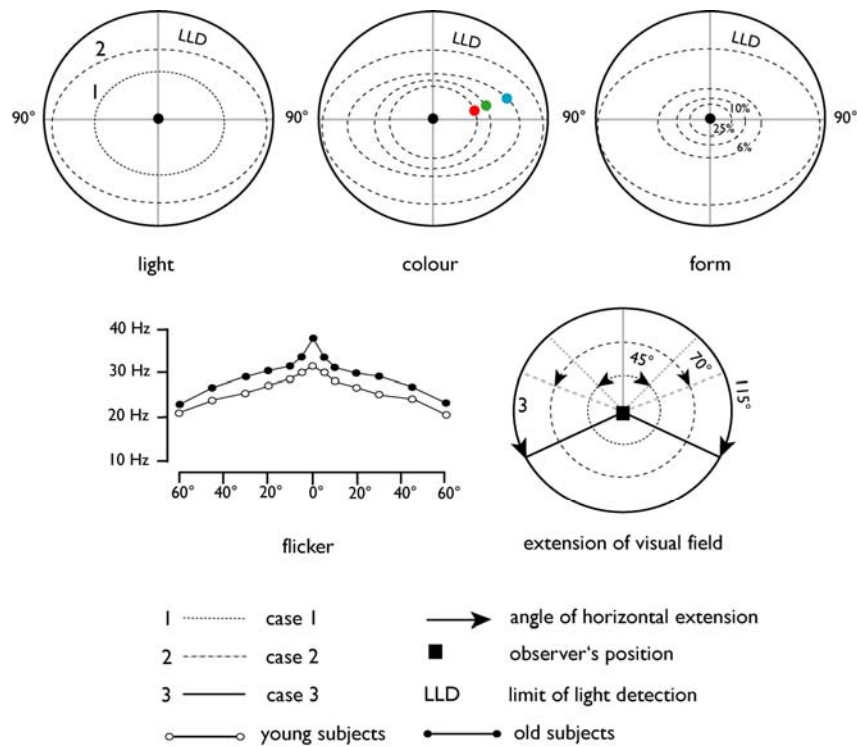 2 LLD
1
90°
light
LLD
90°
colour
LLD
90° 90°
10%
25%
6%
form
40 Hz
30 Hz
20 Hz
10 Hz
60° 40° 20° 0° 20° 40° 60°
flicker
45° 70° 115°
3
extension of visual field
1 case 1 angle of horizontal extension
2 case 2 observer's position
3 case 3 LLD limit of light detection
young subjects old subjects